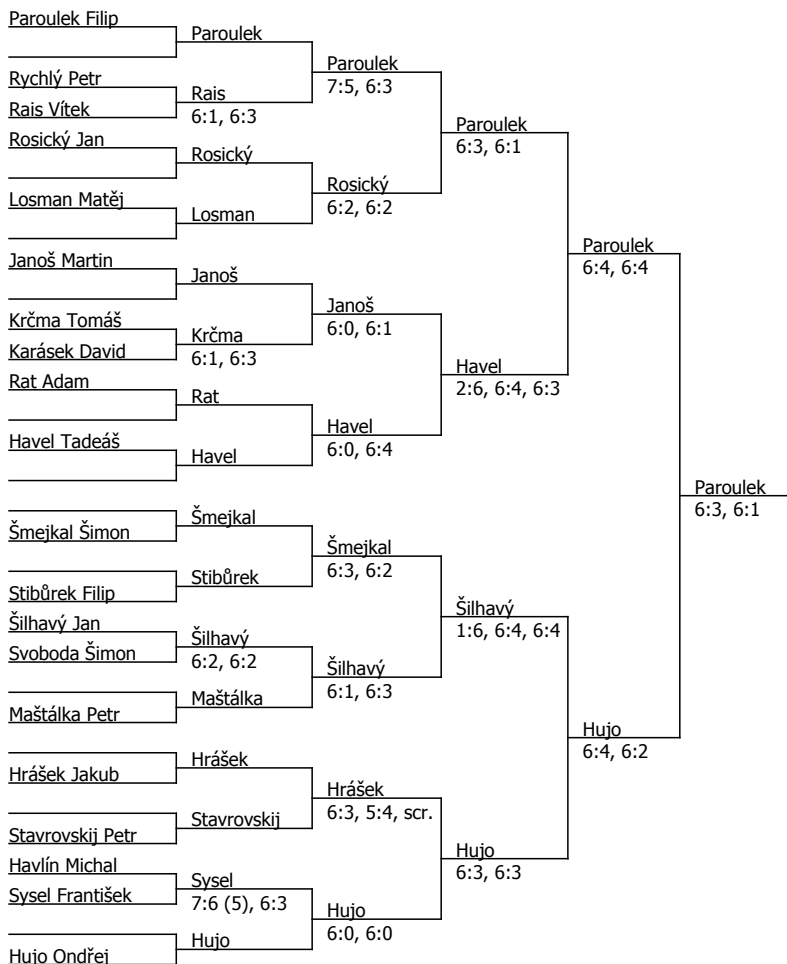 Paroulek Filip
Rychlý Petr
Rais Vítek
Rosický Jan
Losman Matěj
Janoš Martin
Krčma Tomáš
Karásek David
Rat Adam
Havel Tadeáš
Šmejkal Šimon
Stibůrek Filip
Šilhavý Jan
Svoboda Šimon
Maštálka Petr
Hrášek Jakub
Stavrovskij Petr
Havlín Michal
Sysel František
Hujo Ondřej
Paroulek
Rais
6:1, 6:3
Rosický
Losman
Janoš
Krčma
6:1, 6:3
Rat
Havel
Šmejkal
Stibůrek
Šilhavý
6:2, 6:2
Maštálka
Hrášek
Stavrovskij
Sysel
7:6 (5), 6:3
Hujo
Paroulek
7:5, 6:3
Rosický
6:2, 6:2
Janoš
6:0, 6:1
Havel
6:0, 6:4
Šmejkal
6:3, 6:2
Šilhavý
6:1, 6:3
Hrášek
6:3, 5:4, scr.
Hujo
6:0, 6:0
Paroulek
6:3, 6:1
Havel
2:6, 6:4, 6:3
Šilhavý
1:6, 6:4, 6:4
Hujo
6:3, 6:3
Paroulek
6:4, 6:4
Hujo
6:4, 6:2
Paroulek
6:3, 6:1